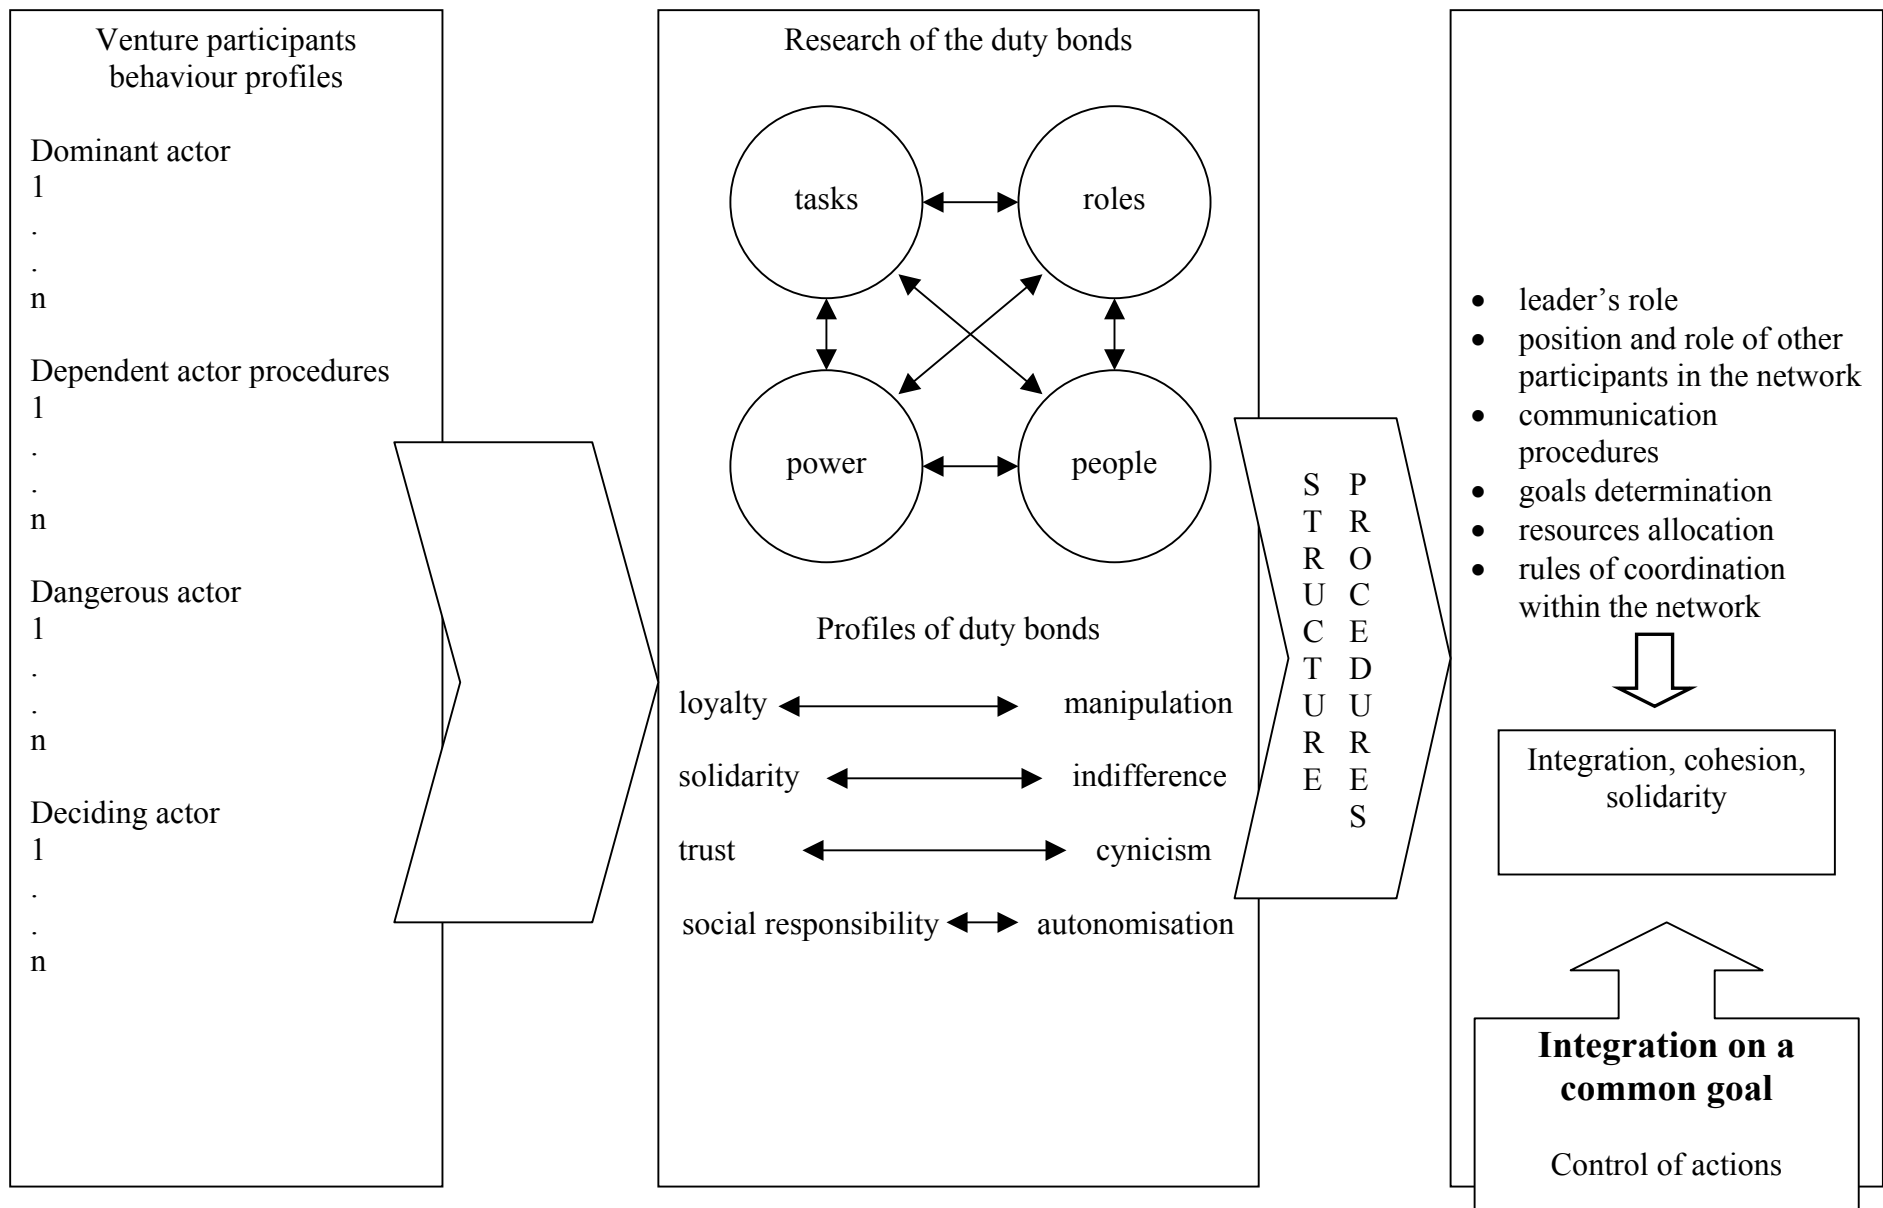 Venture participants
behaviour profiles
Dominant actor
1
.
.
n
Dependent actor procedures
1
.
.
n
Dangerous actor
1
.
.
n
Deciding actor
1
.
.
n
Research of the duty bonds
tasks
roles
power
people
Profiles of duty bonds
loyalty manipulation
solidarity indifference
trust cynicism
social responsibility autonomisation
STRUCTURE
PROCEDURES
• leader’s role
• position and role of other
participants in the network
• communication
procedures
• goals determination
• resources allocation
• rules of coordination
within the network
Integration, cohesion,
solidarity
Integration on a
common goal
Control of actions